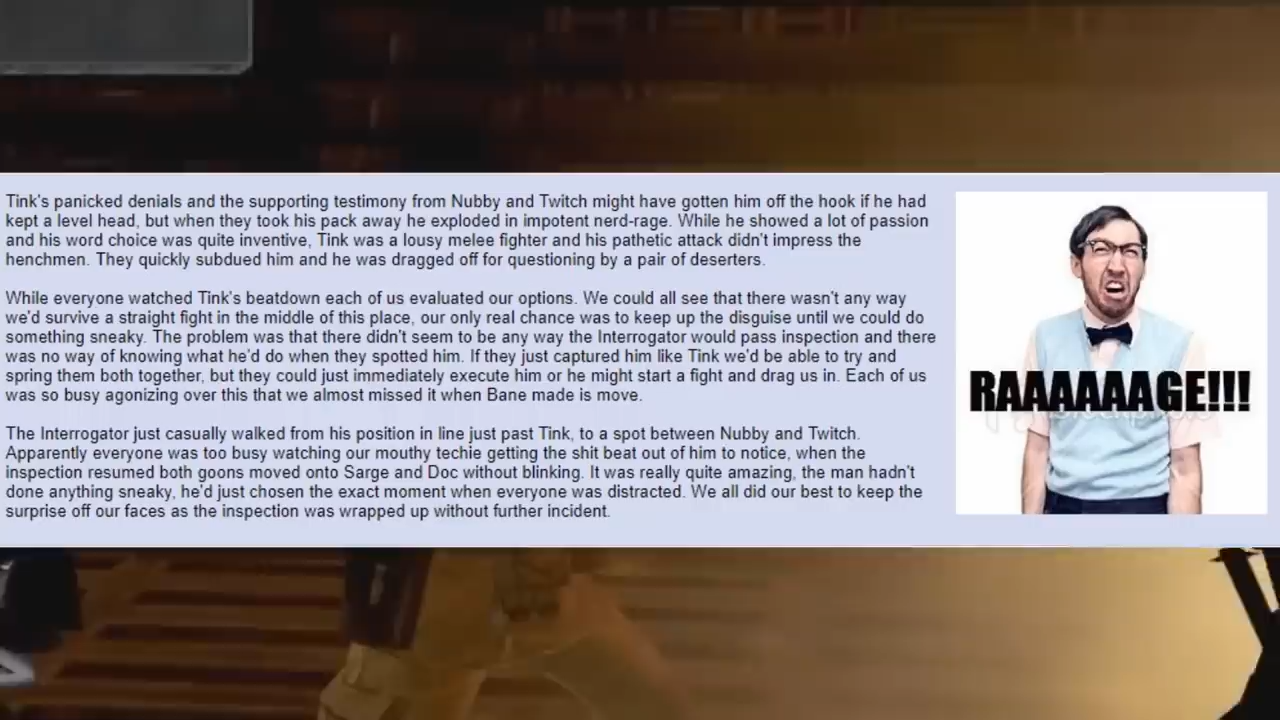 Tink's panicked denials and the supporting testimony from Nubby and Twitch might have gotten him off the hook if he had
kept a level head, but when they took his pack away he exploded in impotent nerd-rage. While he showed a lot of passion
and his word choice was quite inventive, Tink was a lousy melee fighter and his pathetic attack didn't impress the
henchmen. They quickly subdued him and he was dragged off for questioning by a pair of deserters.
While everyone watched Tink's beatdown each of us evaluated our options. We could all see that there wasn't any way
we'd survive a straight fight in the middle of this place, our only real chance was to keep up the disguise until we could do
something sneaky. The problem was that there didn't seem to be any way the Interrogator would pass inspection and there
was no way of knowing what he'd do when they spotted him. If they just captured him like Tink we'd be able to try and
spring them both together, but they could just immediately execute him or he might start a fight and drag us in. Each of us
was so busy agonizing over this that we almost missed it when Bane made is move.
The Interrogator just casually walked from his position in line just past Tink, to a spot between Nubby and Twitch.
Apparently everyone was too busy watching our mouthy techie getting the shit beat out of him to notice, when the
inspection resumed both goons moved onto Sarge and Doc without blinking. It was really quite amazing, the man hadn't
done anything sneaky, he'd just chosen the exact moment when everyone was distracted. We all did our best to keep the
surprise off our faces as the inspection was wrapped up without further incident.
RAAAAAAGE!!!